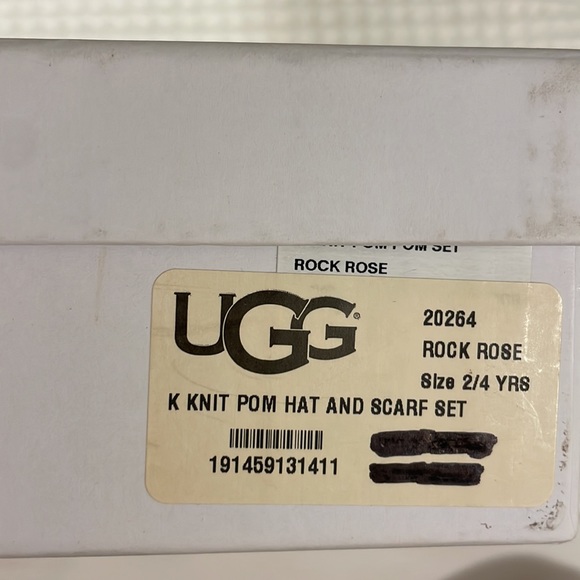 POM POM SET
ROCK ROSE
UGG®
20264
ROCK ROSE
Size 2/4 YRS
K KNIT POM HAT AND SCARF SET
191459131411